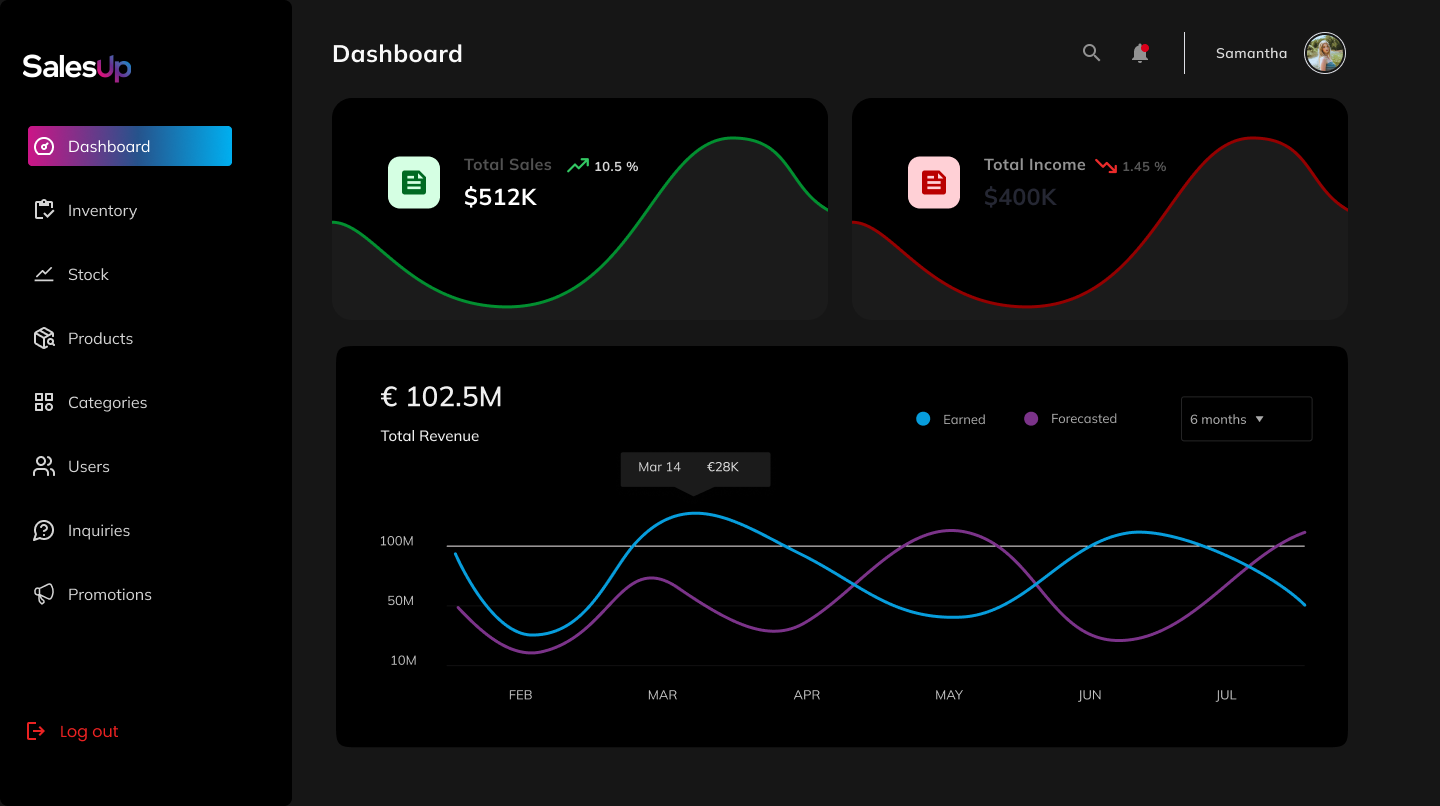 SalesUp
Dashboard
Inventory
Stock
Products
Categories
Users
Inquiries
Promotions
Log out
Dashboard
Samantha
Total Sales 10.5 %
$512K
Total Income 1.45 %
$400K
€ 102.5M
Total Revenue
Earned Forecasted 6 months
Mar 14 €28K
100M
50M
10M
FEB MAR APR MAY JUN JUL